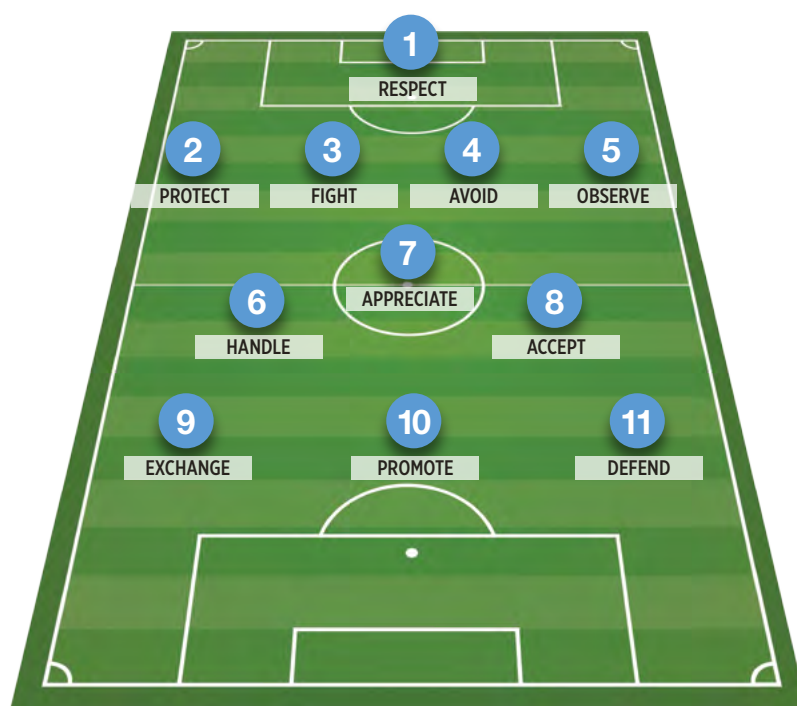 1
RESPECT
2
3
4
5
PROTECT
FIGHT
AVOID
OBSERVE
7
APPRECIATE
6
8
HANDLE
ACCEPT
9
10
11
EXCHANGE
PROMOTE
DEFEND